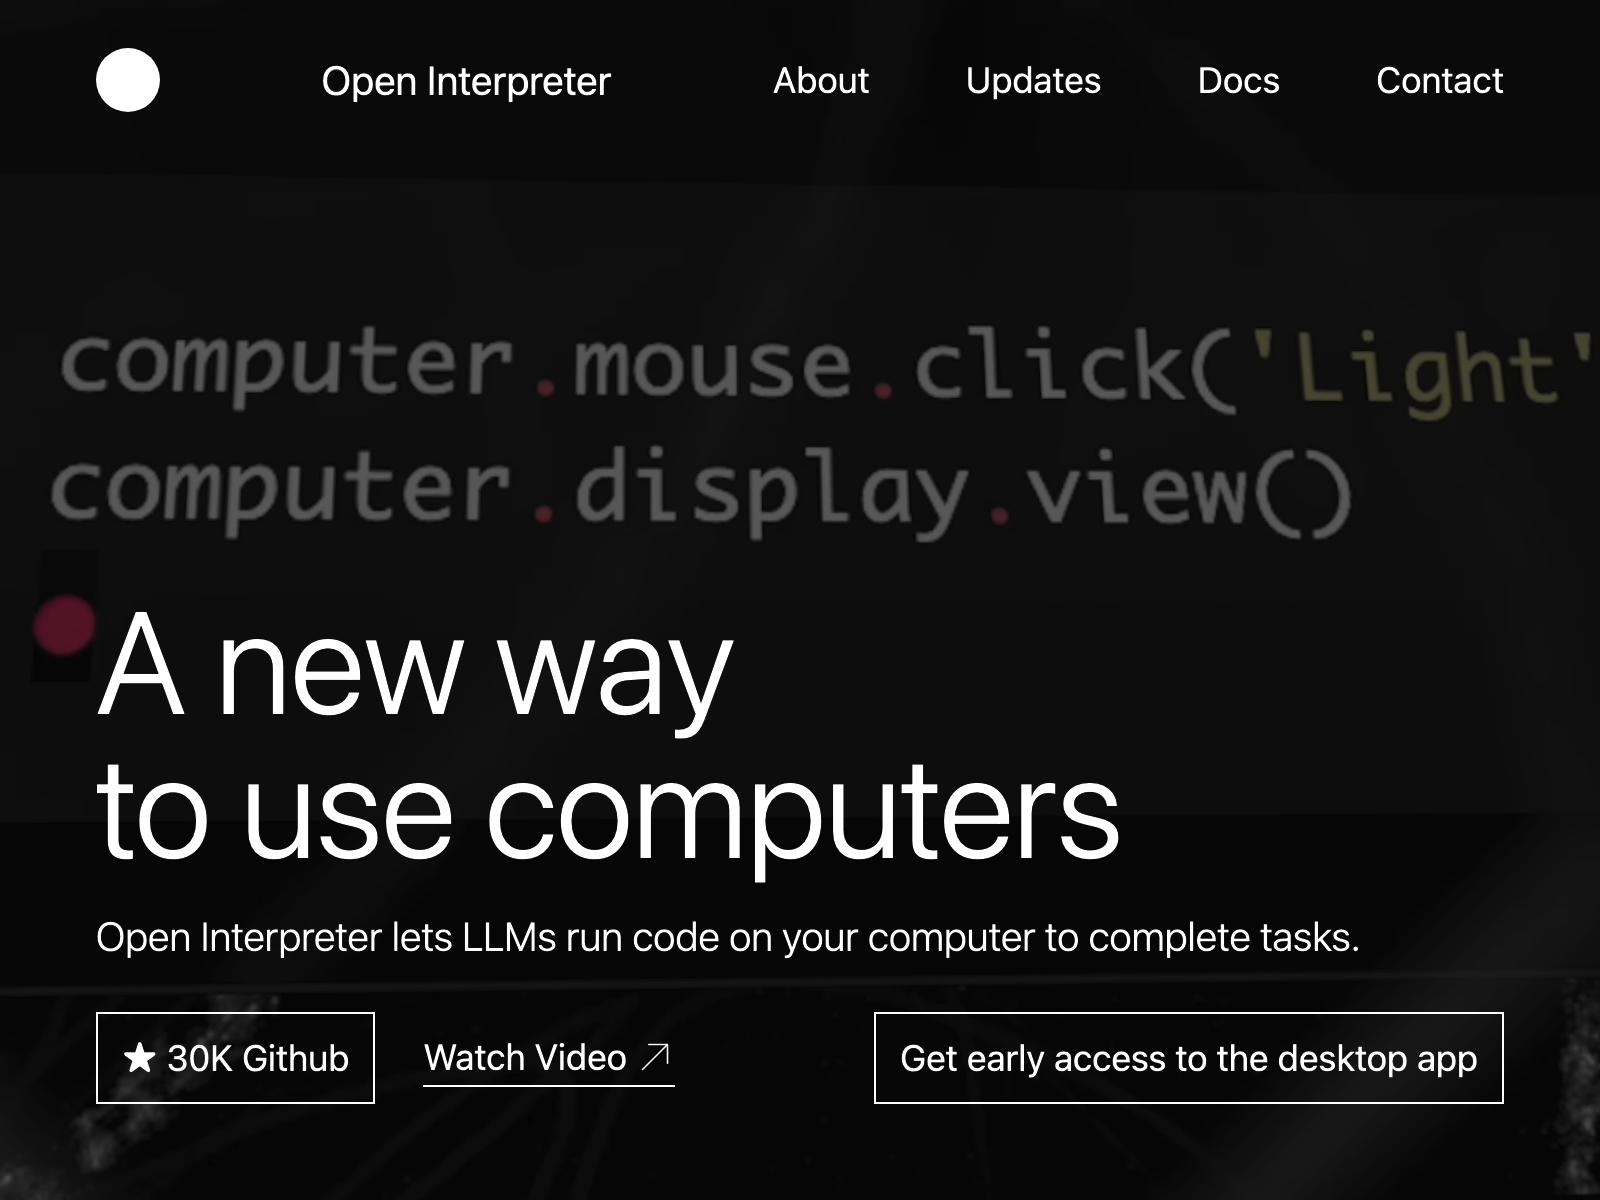 Open Interpreter
About
Updates
Docs
Contact
computer.mouse.click('Light'
computer.display.view()
A new way
to use computers
Open Interpreter lets LLMs run code on your computer to complete tasks.
★ 30K Github
Watch Video ↗
Get early access to the desktop app